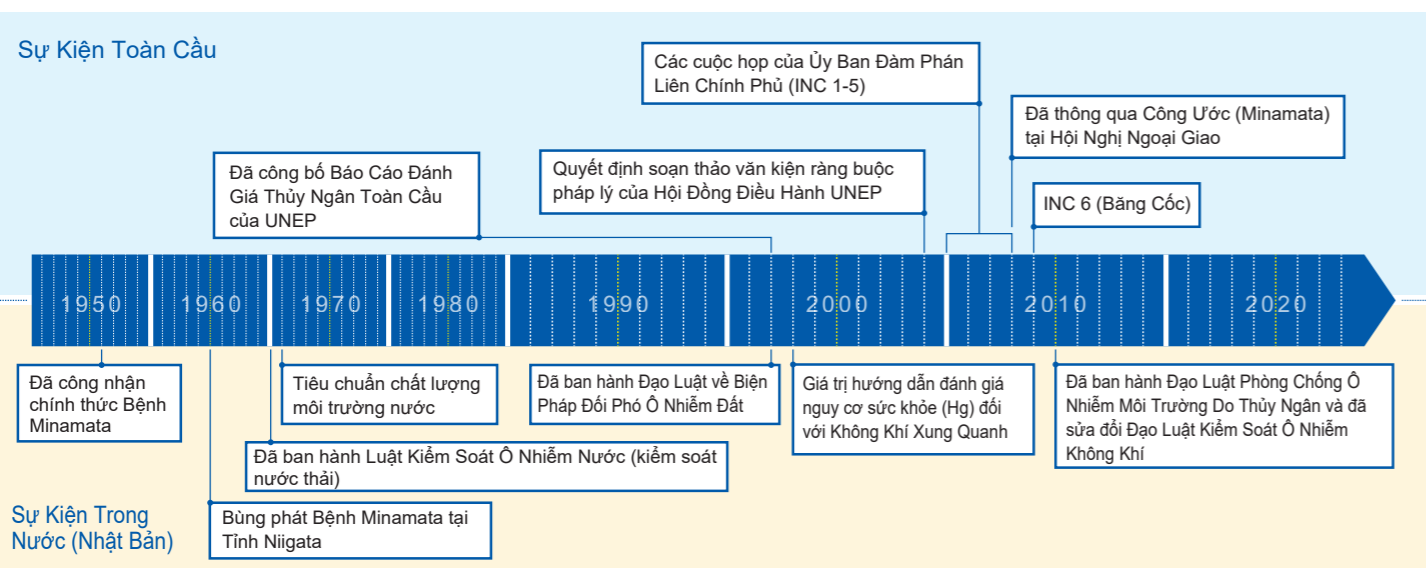 Sự Kiện Toàn Cầu
Các cuộc họp của Ủy Ban Đàm Phán
Liên Chính Phủ (INC 1-5)
Đã thông qua Công Ước (Minamata)
tại Hội Nghị Ngoại Giao
Đã công bố Báo Cáo Đánh
Giá Thủy Ngân Toàn Cầu
của UNEP
Quyết định soạn thảo văn kiện ràng buộc
pháp lý của Hội Đồng Điều Hành UNEP
INC 6 (Băng Cốc)
1950 1960 1970 1980 1990 2000 2010 2020
Đã công nhận
chính thức Bệnh
Minamata
Tiêu chuẩn chất lượng
môi trường nước
Đã ban hành Đạo Luật về Biện
Pháp Đối Phó Ô Nhiễm Đất
Giá trị hướng dẫn đánh giá
nguy cơ sức khỏe (Hg) đối
với Không Khí Xung Quanh
Đã ban hành Đạo Luật Phòng Chống Ô
Nhiễm Môi Trường Do Thủy Ngân và đã
sửa đổi Đạo Luật Kiểm Soát Ô Nhiễm
Không Khí
Đã ban hành Luật Kiểm Soát Ô Nhiễm Nước (kiểm soát
nước thải)
Sự Kiện Trong
Nước (Nhật Bản)
Bùng phát Bệnh Minamata tại
Tỉnh Niigata